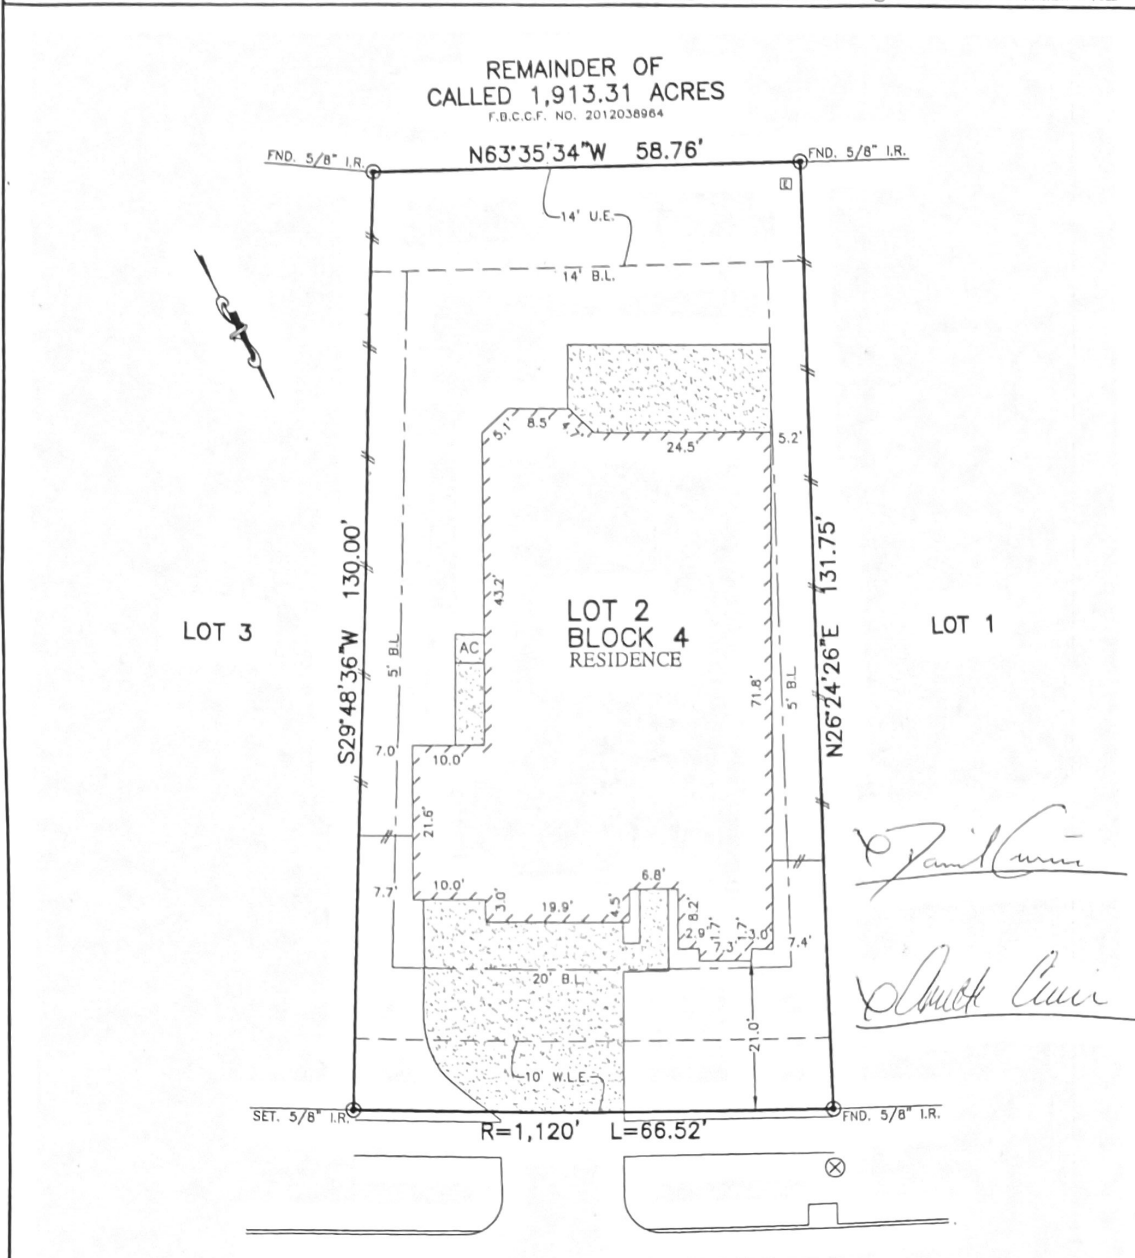 REMAINDER OF
CALLED 1,913.31 ACRES
F.B.C.C.F. NO. 2012038964
FND. 5/8" I.R.
N63°35'34"W 58.76'
FND. 5/8" I.R.
E
14' U.E.
14' B.L.
5.1'
8.5'
24.5'
5.2'
43.2'
S29°48'36"W 130.00'
N26°24'26"E 131.75'
LOT 3
LOT 2
BLOCK 4
RESIDENCE
LOT 1
AC
5' B.L.
5' B.L.
71.8'
7.0'
10.0'
21.6'
7.7'
10.0'
3.0'
19.9'
4.5'
6.8'
8.2'
2.9'
1.7'
7.3'
1.7'
3.0'
7.4'
20' B.L.
21.0'
10' W.L.E.
SET. 5/8" I.R.
FND. 5/8" I.R.
R=1,120' L=66.52'